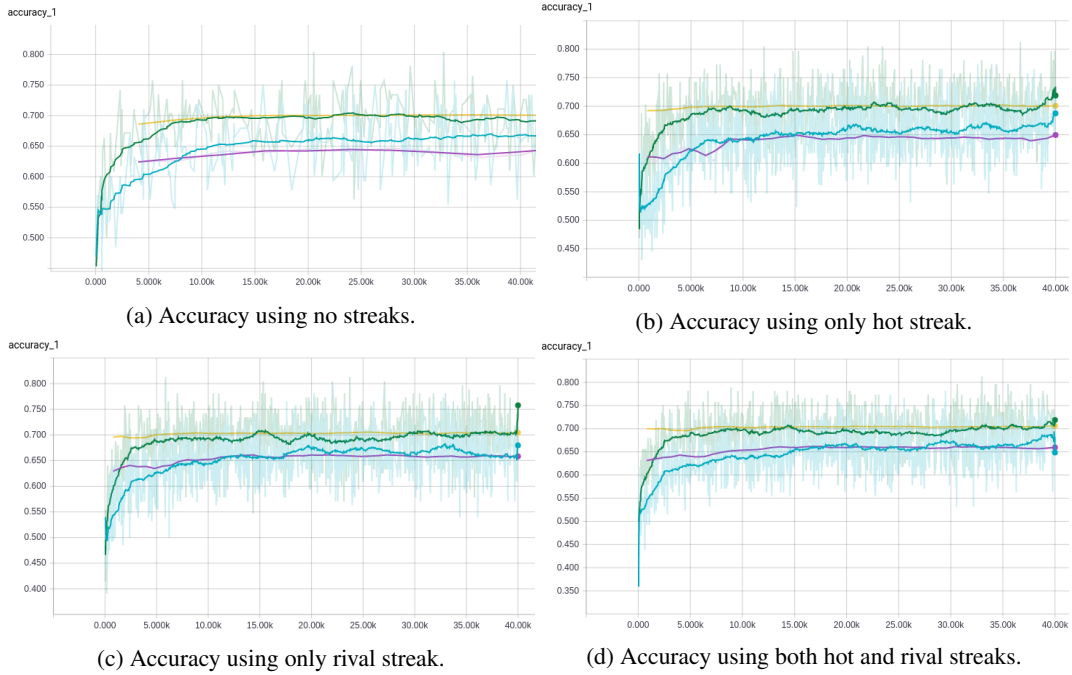 accuracy_1
0.800
0.750
0.700
0.650
0.600
0.550
0.500
0.000 5.000k 10.00k 15.00k 20.00k 25.00k 30.00k 35.00k 40.00k
(a) Accuracy using no streaks.
accuracy_1
0.800
0.750
0.700
0.650
0.600
0.550
0.500
0.450
0.000 5.000k 10.00k 15.00k 20.00k 25.00k 30.00k 35.00k 40.00k
(b) Accuracy using only hot streak.
accuracy_1
0.800
0.750
0.700
0.650
0.600
0.550
0.500
0.450
0.400
0.000 5.000k 10.00k 15.00k 20.00k 25.00k 30.00k 35.00k 40.00k
(c) Accuracy using only rival streak.
accuracy_1
0.800
0.750
0.700
0.650
0.600
0.550
0.500
0.450
0.400
0.350
0.000 5.000k 10.00k 15.00k 20.00k 25.00k 30.00k 35.00k 40.00k
(d) Accuracy using both hot and rival streaks.